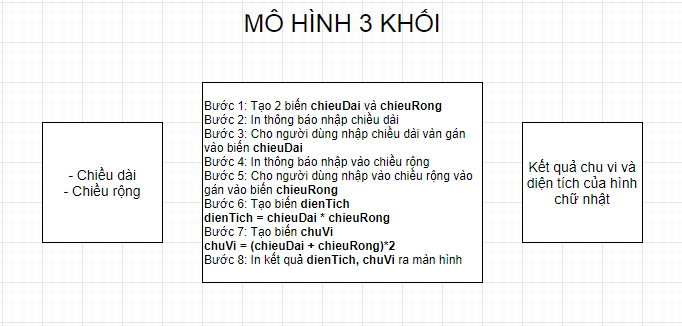 MÔ HÌNH 3 KHỐI
- Chiều dài
- Chiều rộng
Bước 1: Tạo 2 biến chieuDai và chieuRong
Bước 2: In thông báo nhập chiều dài
Bước 3: Cho người dùng nhập chiều dài vàn gán
vào biến chieuDai
Bước 4: In thông báo nhập vào chiều rộng
Bước 5: Cho người dùng nhập vào chiều rộng vào
gán vào biến chieuRong
Bước 6: Tạo biến dienTich
dienTich = chieuDai * chieuRong
Bước 7: Tạo biến chuVi
chuVi = (chieuDai + chieuRong)*2
Bước 8: In kết quả dienTich, chuVi ra màn hình
Kết quả chu vi và
diện tích của hình
chữ nhật